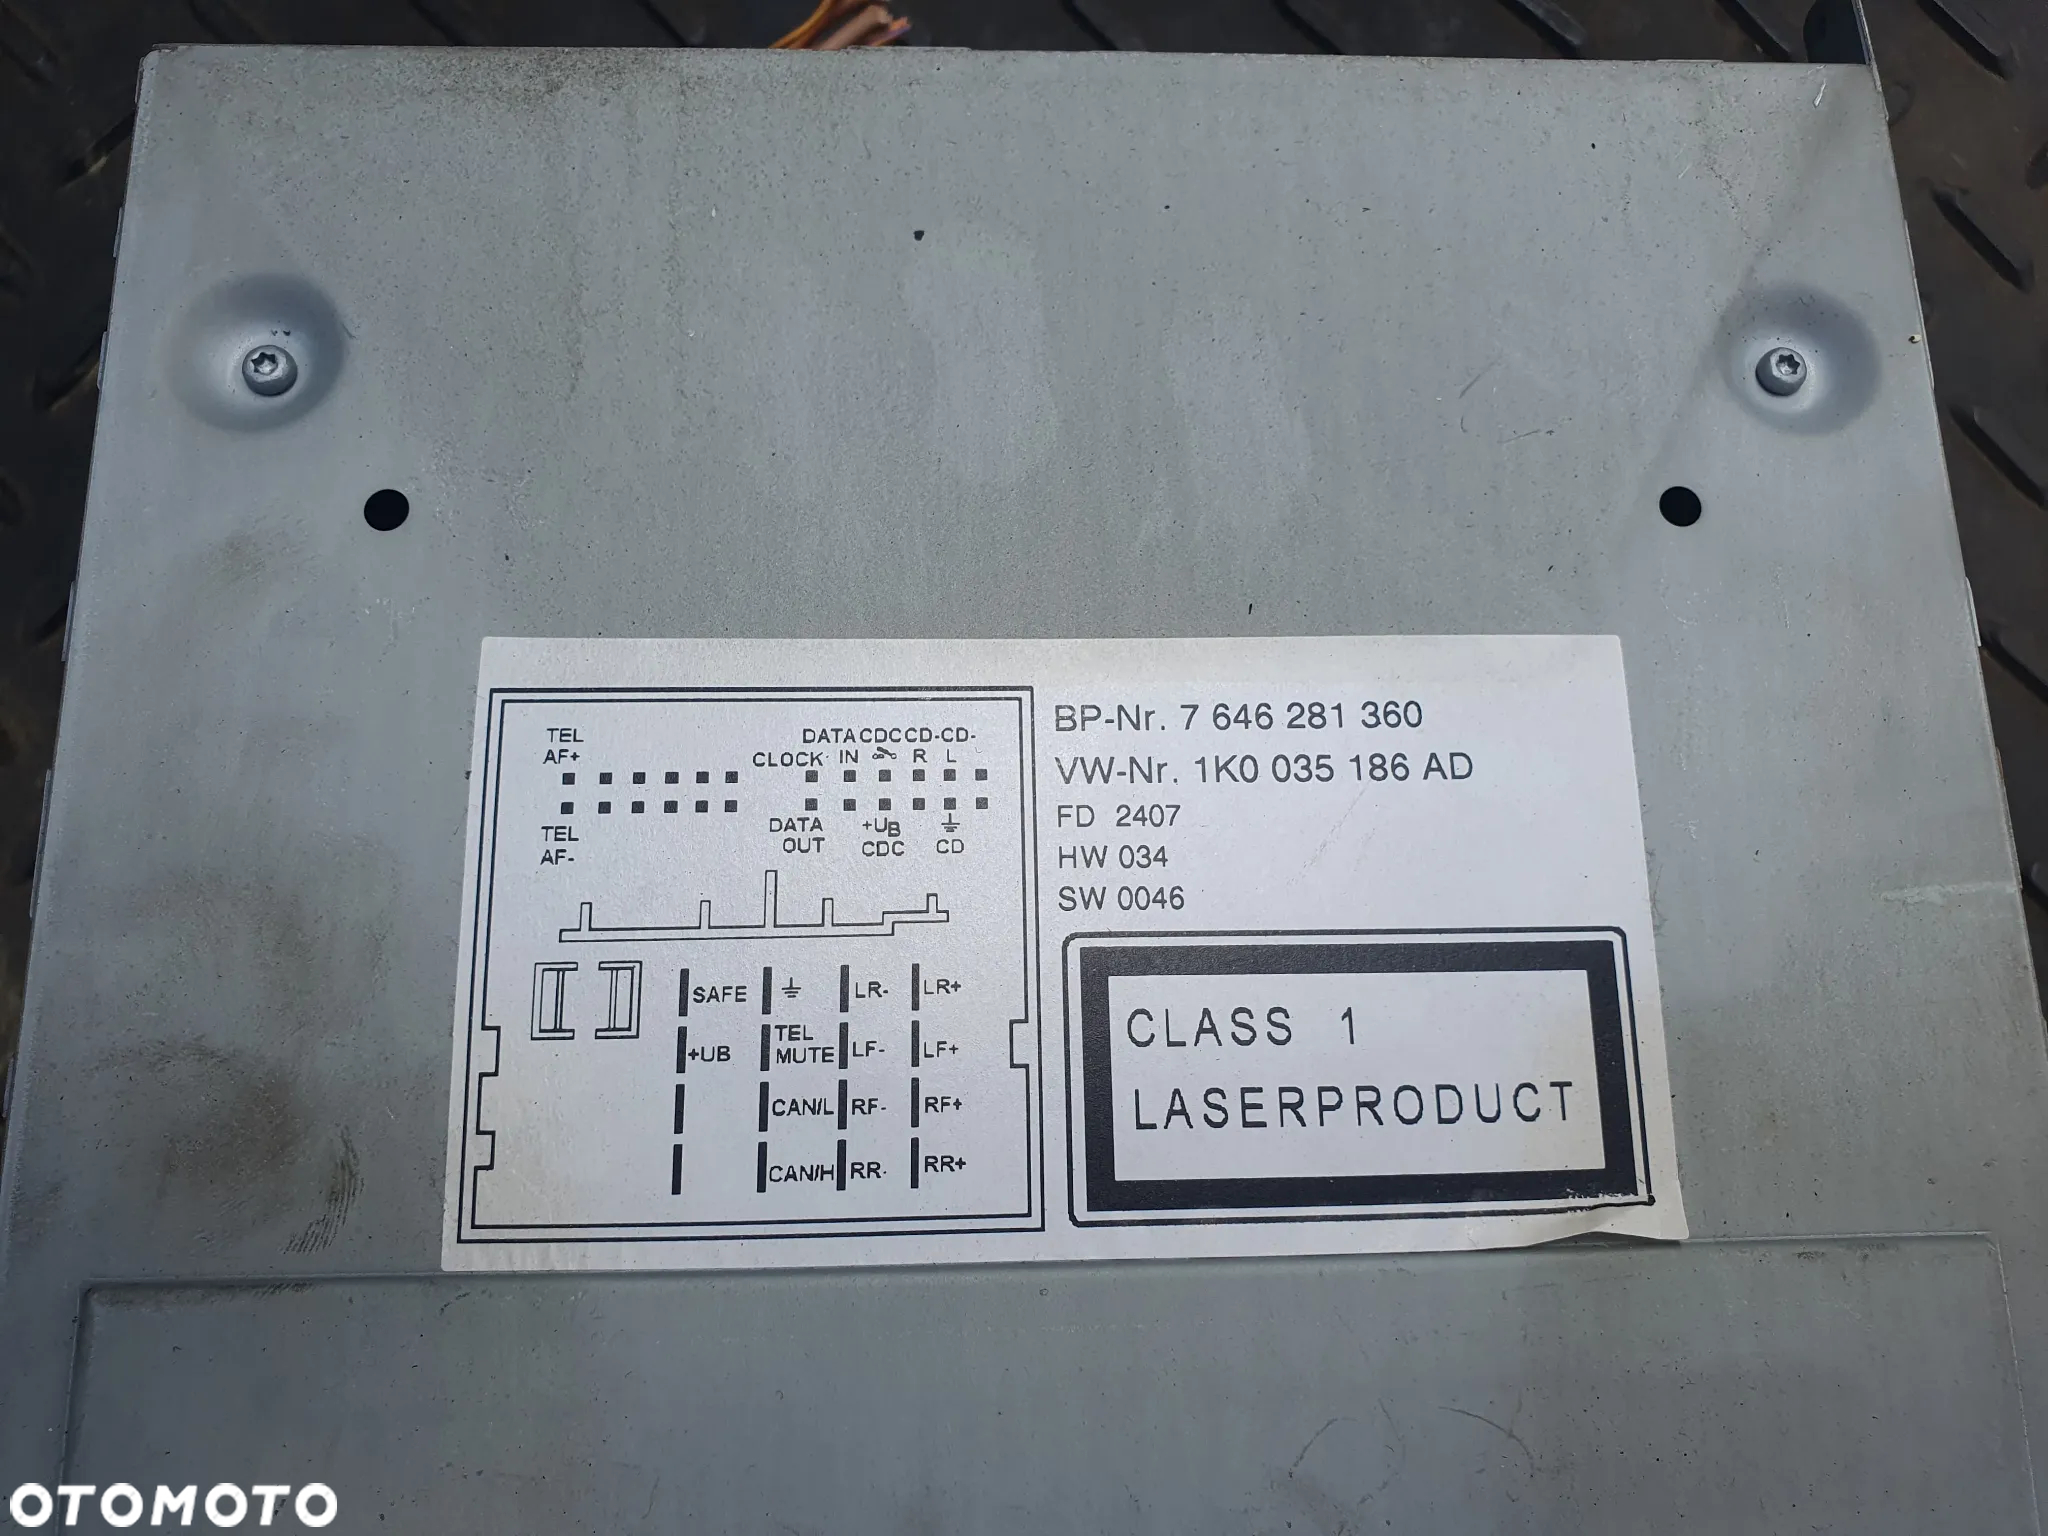 TEL
AF+
DATA CDC CD- CD-
CLOCK IN R L
TEL
AF-
DATA
OUT
+UB
CDC
CD
SAFE
LR-
LR+
+UB
TEL
MUTE
LF-
LF+
CAN/L
RF-
RF+
CAN/H
RR-
RR+
BP-Nr. 7 646 281 360
VW-Nr. 1K0 035 186 AD
FD 2407
HW 034
SW 0046
CLASS 1
LASERPRODUCT
OTOMOTO